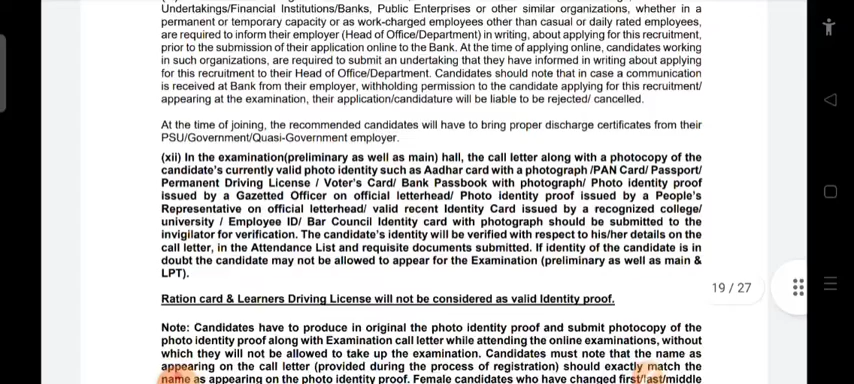 Undertakings/Financial Institutions/Banks, Public Enterprises or other similar organizations, whether in a
permanent or temporary capacity or as work-charged employees other than casual or daily rated employees,
are required to inform their employer (Head of Office/Department) in writing, about applying for this recruitment,
prior to the submission of their application online to the Bank. At the time of applying online, candidates working
in such organizations, are required to submit an undertaking that they have informed in writing about applying
for this recruitment to their Head of Office/Department. Candidates should note that in case a communication
is received at Bank from their employer, withholding permission to the candidate applying for this recruitment/
appearing at the examination, their application/candidature will be liable to be rejected/ cancelled.
At the time of joining, the recommended candidates will have to bring proper discharge certificates from their
PSU/Government/Quasi-Government employer.
(xii) In the examination(preliminary as well as main) hall, the call letter along with a photocopy of the
candidate's currently valid photo identity such as Aadhar card with a photograph /PAN Card/ Passport/
Permanent Driving License / Voter's Card/ Bank Passbook with photograph/ Photo identity proof
issued by a Gazetted Officer on official letterhead/ Photo identity proof issued by a People's
Representative on official letterhead/ valid recent Identity Card issued by a recognized college/
university / Employee ID/ Bar Council Identity card with photograph should be submitted to the
invigilator for verification. The candidate's identity will be verified with respect to his/her details on the
call letter, in the Attendance List and requisite documents submitted. If identity of the candidate is in
doubt the candidate may not be allowed to appear for the Examination (preliminary as well as main &
LPT).
19 / 27
Ration card & Learners Driving License will not be considered as valid Identity proof.
Note: Candidates have to produce in original the photo identity proof and submit photocopy of the
photo identity proof along with Examination call letter while attending the online examinations, without
which they will not be allowed to take up the examination. Candidates must note that the name as
appearing on the call letter (provided during the process of registration) should exactly match the
name as appearing on the photo identity proof. Female candidates who have changed first/last/middle